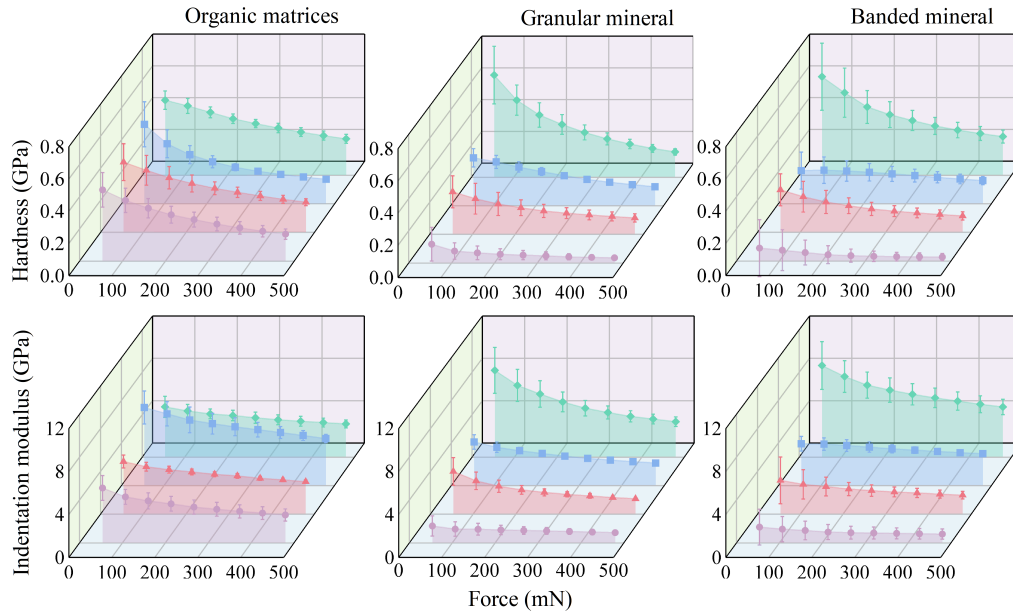 Organic matrices
Granular mineral
Banded mineral
Hardness (GPa)
0.8
0.6
0.4
0.2
0.0
0 100 200 300 400 500
0.8
0.6
0.4
0.2
0.0
0 100 200 300 400 500
0.8
0.6
0.4
0.2
0.0
0 100 200 300 400 500
Indentation modulus (GPa)
12
8
4
0
0 100 200 300 400 500
12
8
4
0
0 100 200 300 400 500
12
8
4
0
0 100 200 300 400 500
Force (mN)